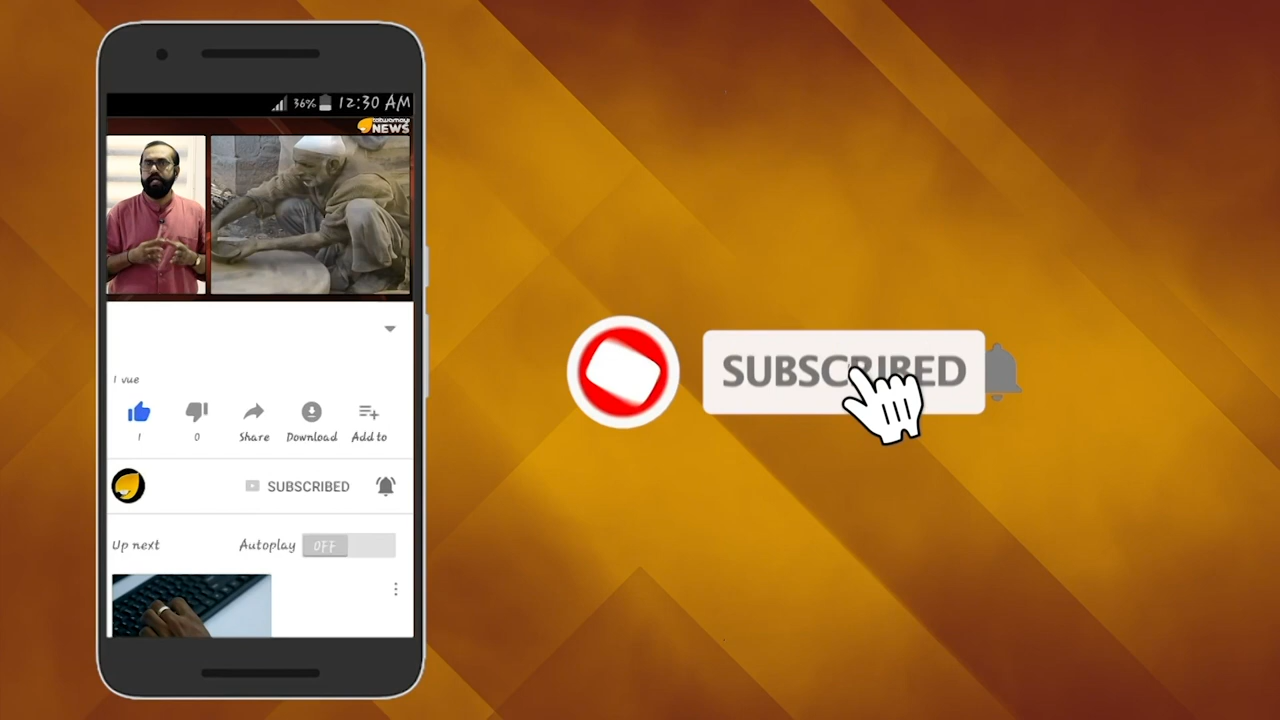 36% 12:30 AM
tatwamayi
NEWS
1 vue
1
0
Share
Download
Add to
SUBSCRIBED
Up next
Autoplay
OFF
SUBSCRIBED